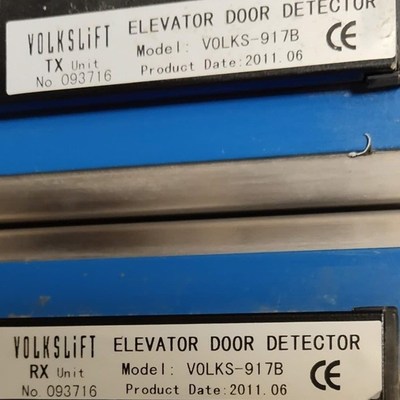 VOLKSLiFT ELEVATOR DOOR DETECTOR
TX Unit Model: VOLKS-917B CE
No 093716 Product Date:2011.06
VOLKSLiFT ELEVATOR DOOR DETECTOR
RX Unit Model: VOLKS-917B CE
No 093716 Product Date:2011.06